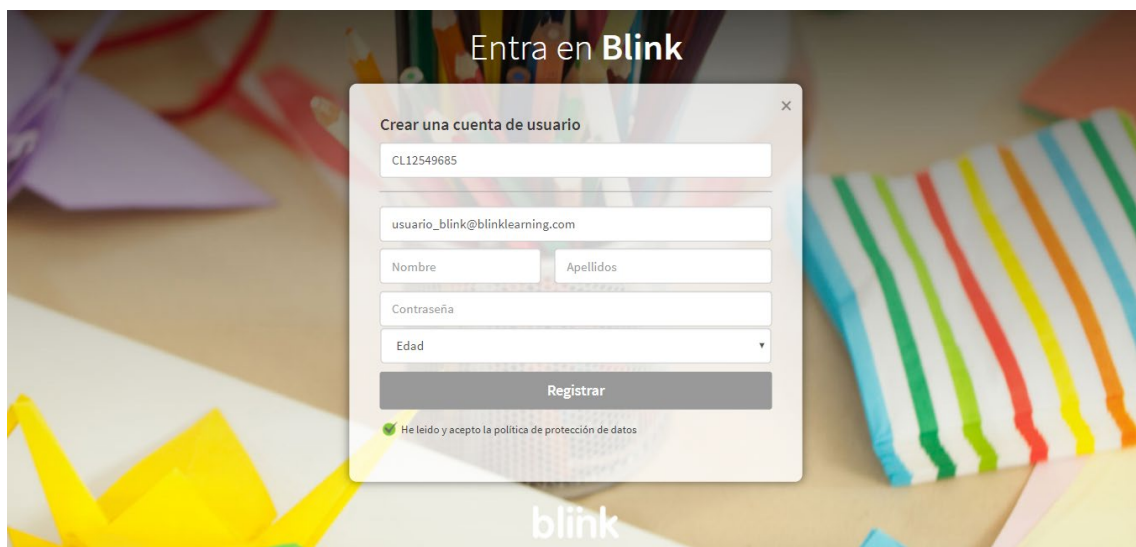 Entra en Blink
×
Crear una cuenta de usuario
CL12549685
usuario_blink@blinklearning.com
Nombre Apellidos
Contraseña
Edad
Registrar
He leido y acepto la política de protección de datos
blink